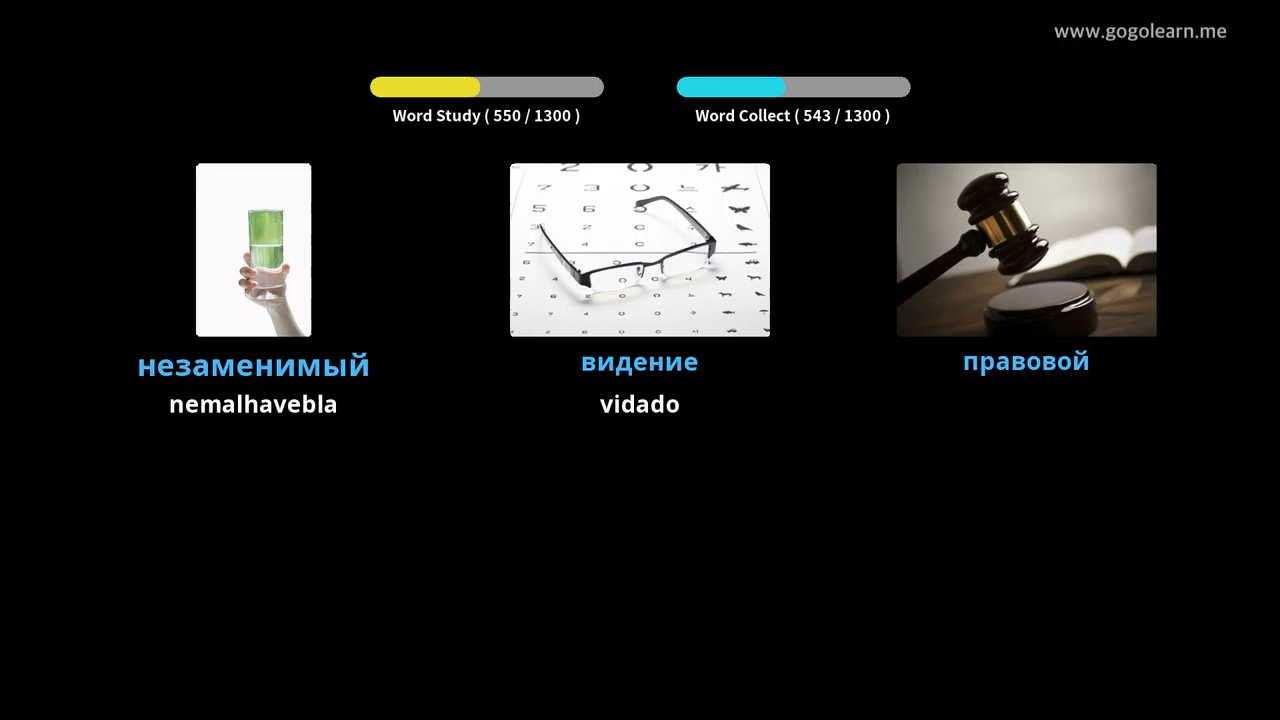 www.gogolearn.me
Word Study ( 550 / 1300 )
Word Collect ( 543 / 1300 )
незаменимый
видение
правовой
nemalhavebla
vidado